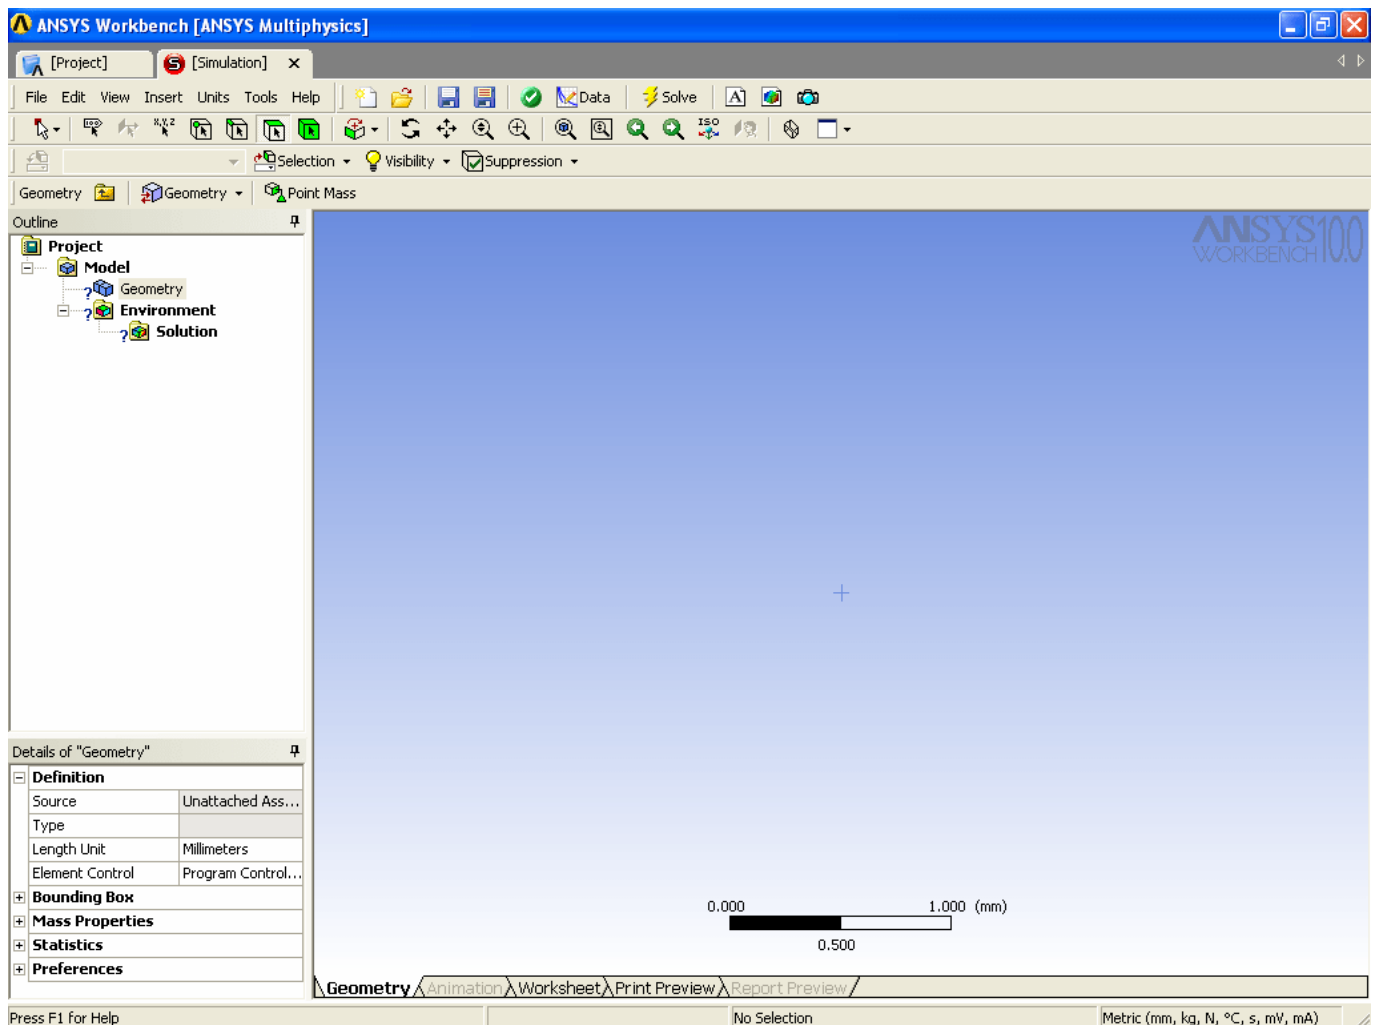 ANSYS Workbench [ANSYS Multiphysics]
[Project] [Simulation]
File Edit View Insert Units Tools Help Data Solve A
X,Y,Z ISO
Selection Visibility Suppression
Geometry Geometry Point Mass
Outline
ANSYS 10.0
WORKBENCH
Project
Model
? Geometry
? Environment
? Solution
0.000 1.000 (mm)
0.500
Details of "Geometry"
Definition
Source Unattached Ass...
Type
Length Unit Millimeters
Element Control Program Control...
Bounding Box
Mass Properties
Statistics
Preferences
Geometry Animation Worksheet Print Preview Report Preview
Press F1 for Help No Selection Metric (mm, kg, N, °C, s, mV, mA)